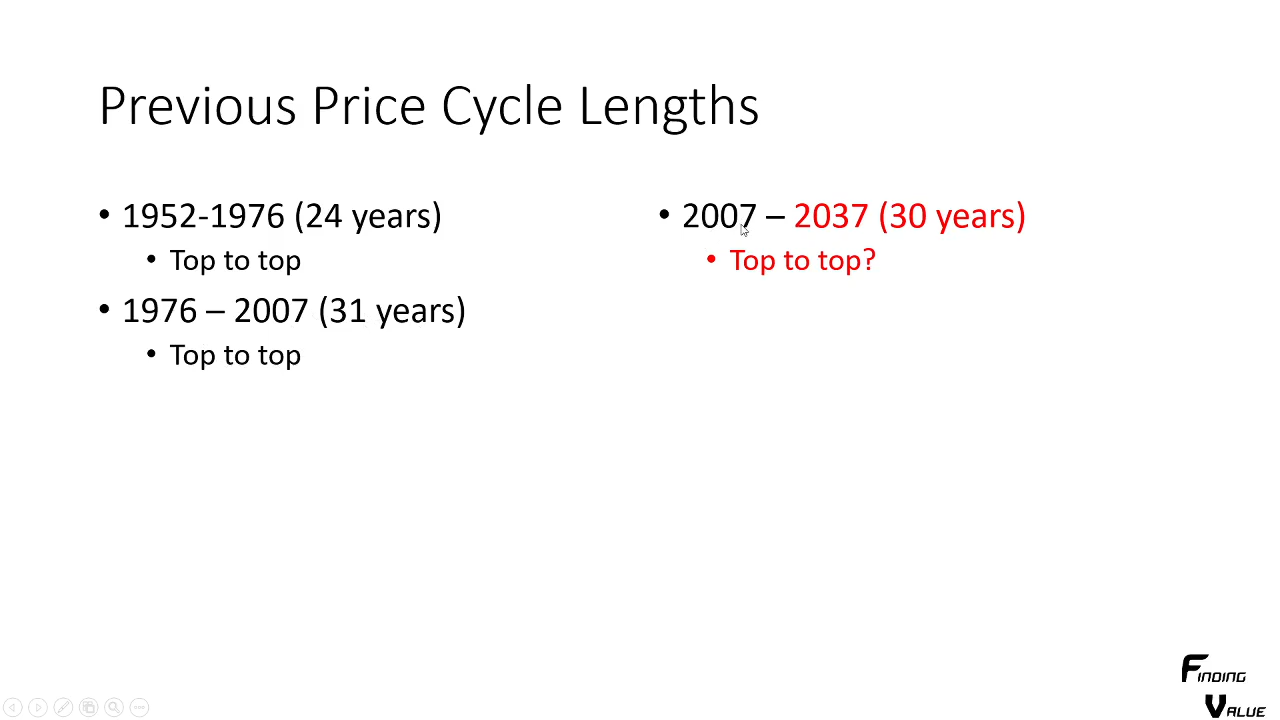 Previous Price Cycle Lengths
• 1952-1976 (24 years)
• Top to top
• 1976 – 2007 (31 years)
• Top to top
• 2007 – 2037 (30 years)
• Top to top?
Finding
Value